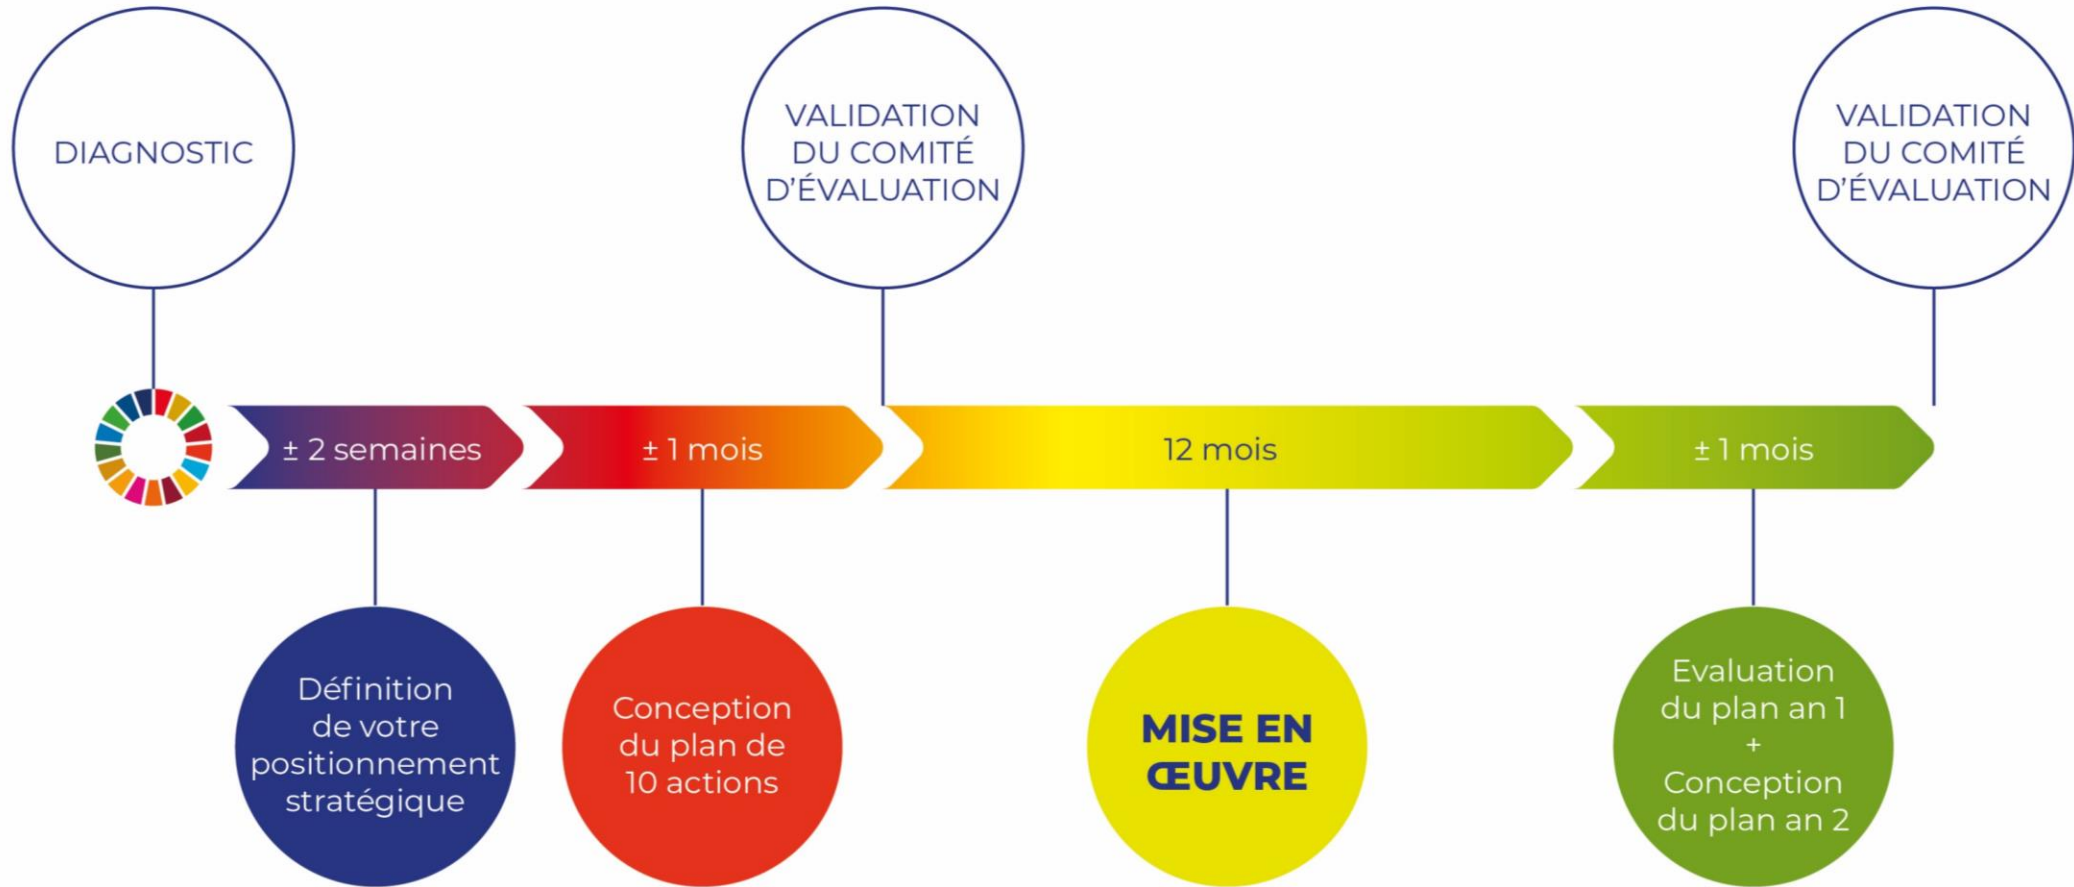 DIAGNOSTIC
VALIDATION
DU COMITÉ
D’ÉVALUATION
VALIDATION
DU COMITÉ
D’ÉVALUATION
± 2 semaines
± 1 mois
12 mois
± 1 mois
Définition
de votre
positionnement
stratégique
Conception
du plan de
10 actions
MISE EN
ŒUVRE
Evaluation
du plan an 1
+
Conception
du plan an 2